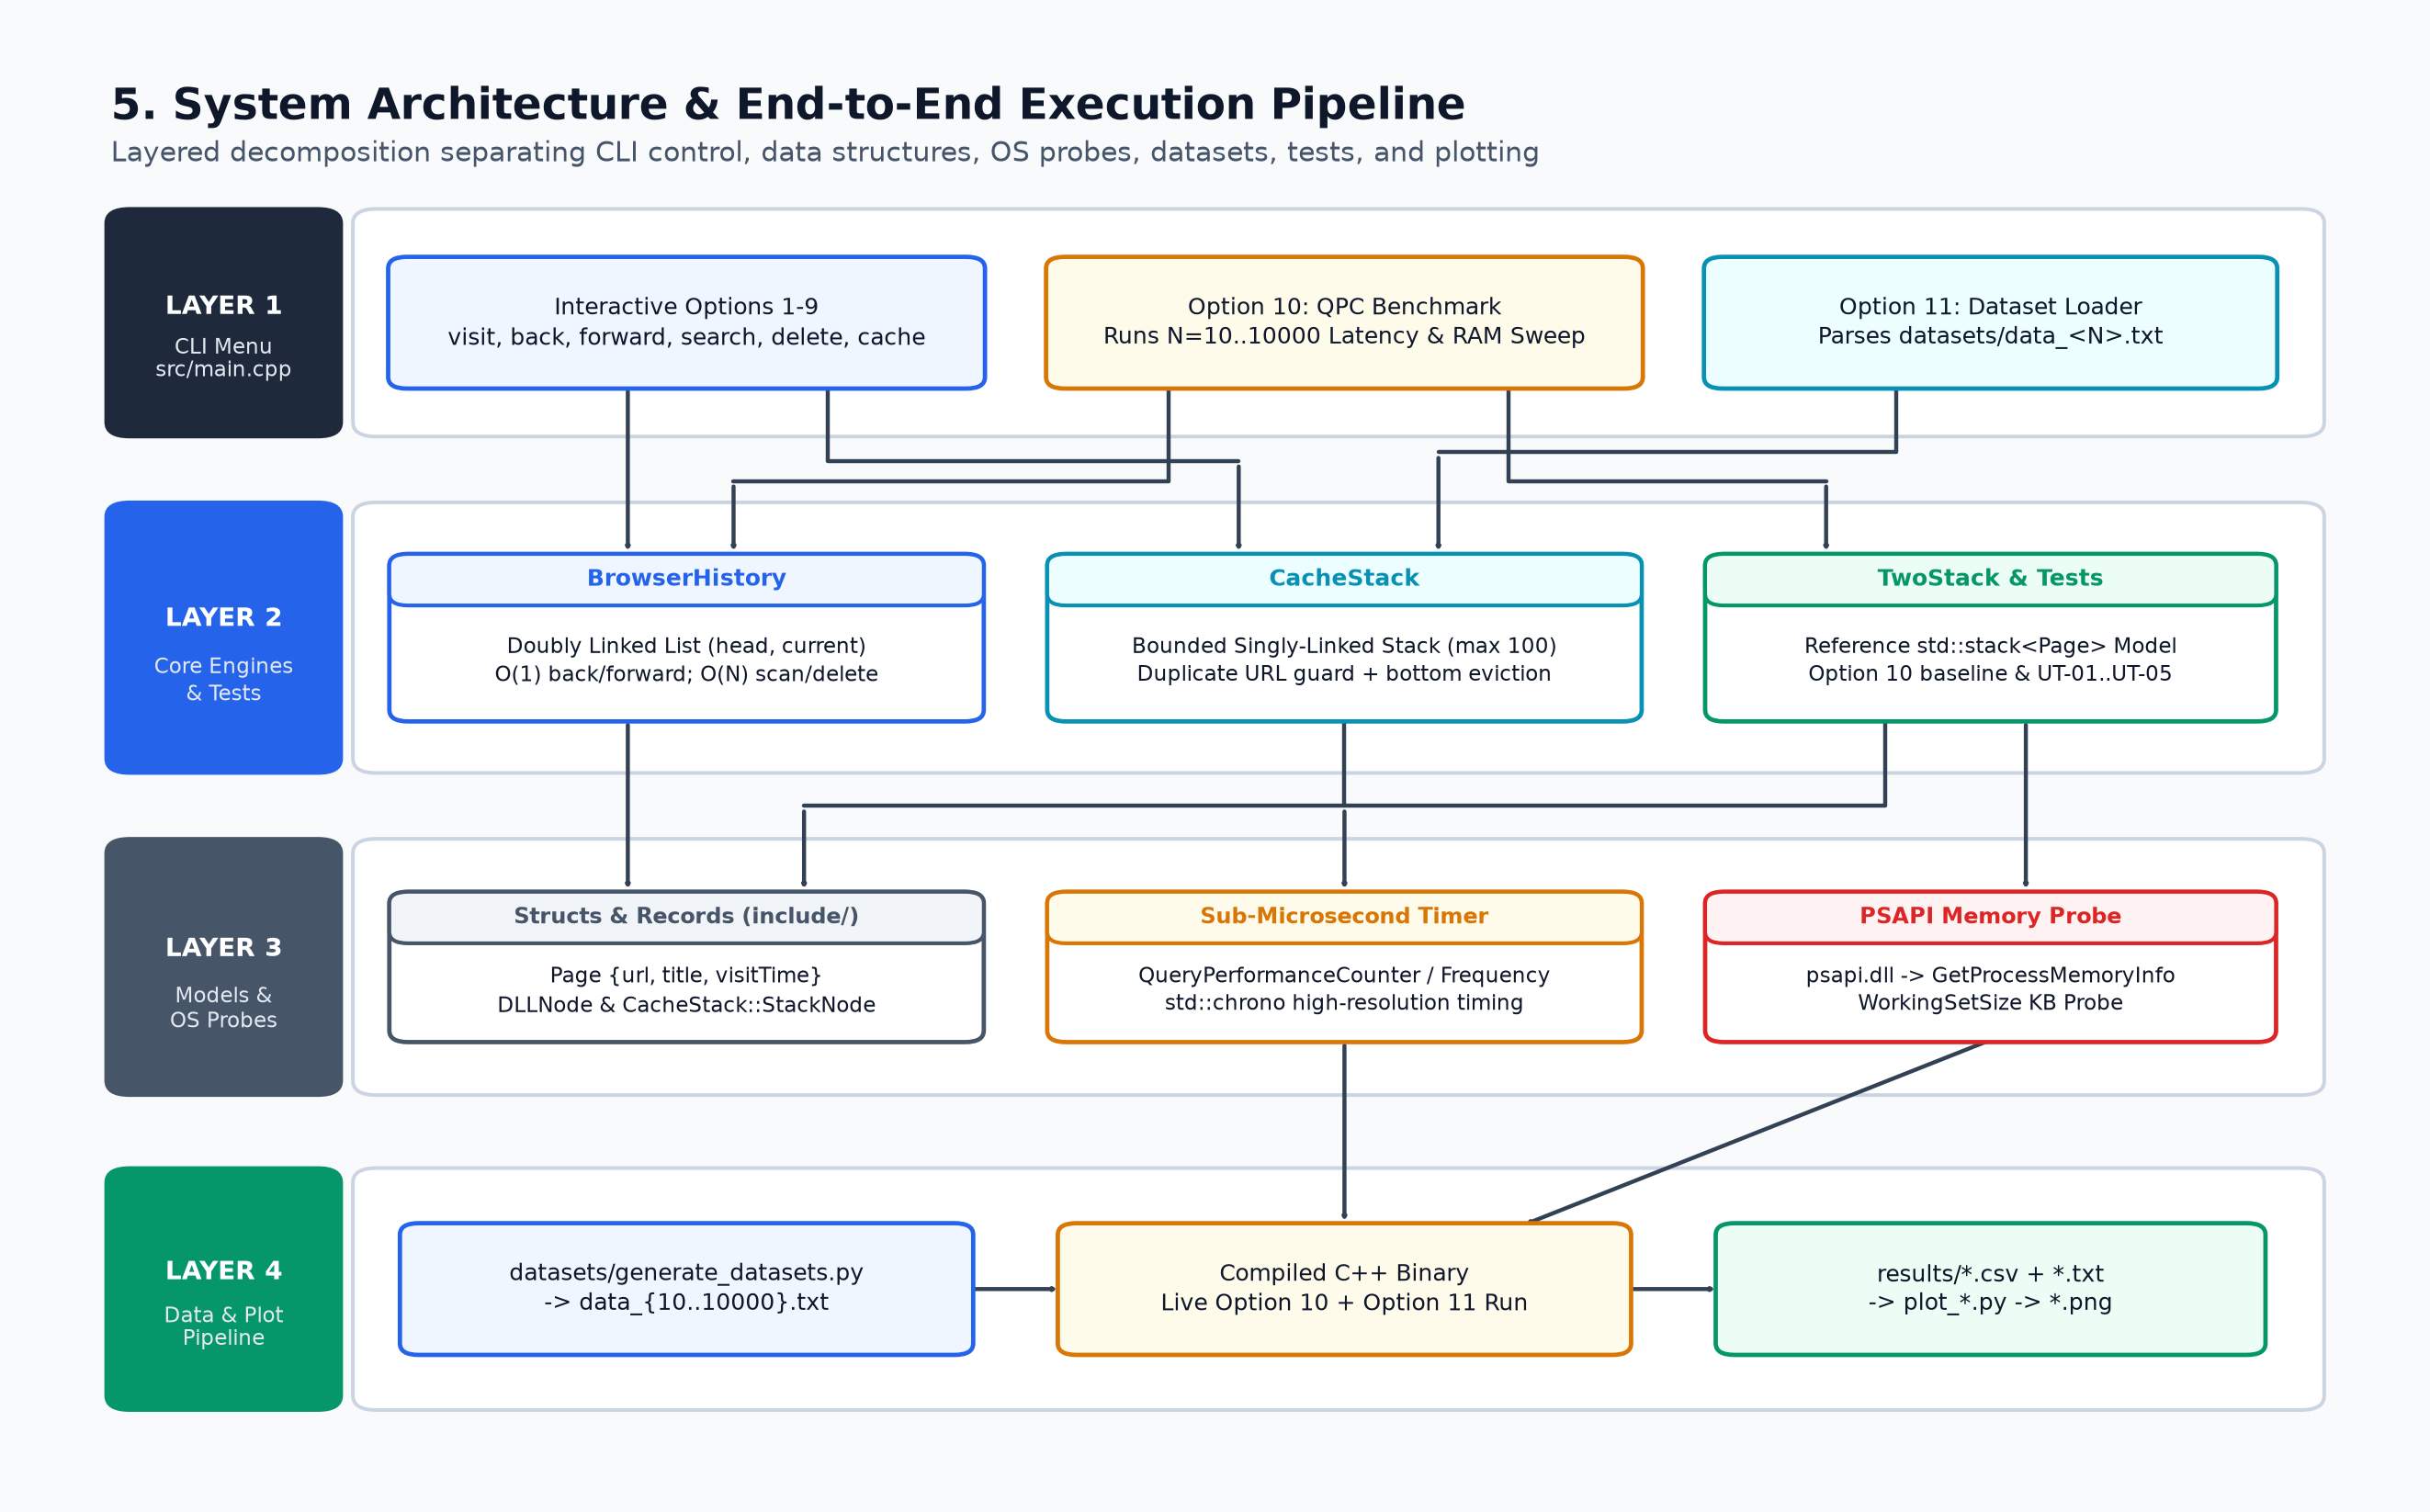 5. System Architecture & End-to-End Execution Pipeline
Layered decomposition separating CLI control, data structures, OS probes, datasets, tests, and plotting
LAYER 1
CLI Menu
src/main.cpp
Interactive Options 1-9
visit, back, forward, search, delete, cache
Option 10: QPC Benchmark
Runs N=10..10000 Latency & RAM Sweep
Option 11: Dataset Loader
Parses datasets/data_<N>.txt
LAYER 2
Core Engines
& Tests
BrowserHistory
Doubly Linked List (head, current)
O(1) back/forward; O(N) scan/delete
CacheStack
Bounded Singly-Linked Stack (max 100)
Duplicate URL guard + bottom eviction
TwoStack & Tests
Reference std::stack<Page> Model
Option 10 baseline & UT-01..UT-05
LAYER 3
Models &
OS Probes
Structs & Records (include/)
Page {url, title, visitTime}
DLLNode & CacheStack::StackNode
Sub-Microsecond Timer
QueryPerformanceCounter / Frequency
std::chrono high-resolution timing
PSAPI Memory Probe
psapi.dll -> GetProcessMemoryInfo
WorkingSetSize KB Probe
LAYER 4
Data & Plot
Pipeline
datasets/generate_datasets.py
-> data_{10..10000}.txt
Compiled C++ Binary
Live Option 10 + Option 11 Run
results/*.csv + *.txt
-> plot_*.py -> *.png